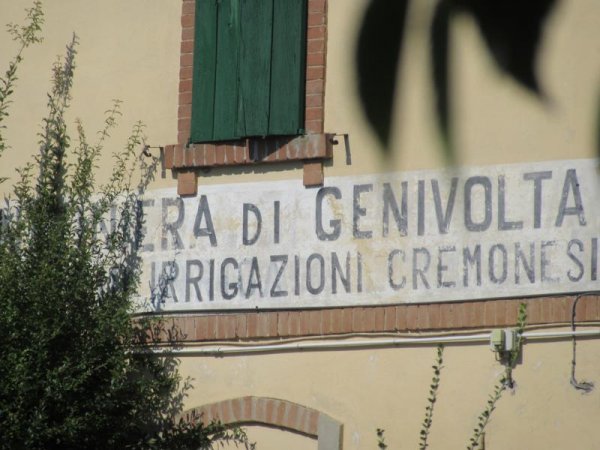 DI GENIVOLTA
IRRIGAZIONI CREMONESI